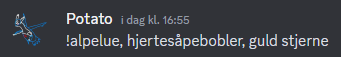 Potato i dag kl. 16:55
!alpelue, hjertesåpebobler, guld stjerne